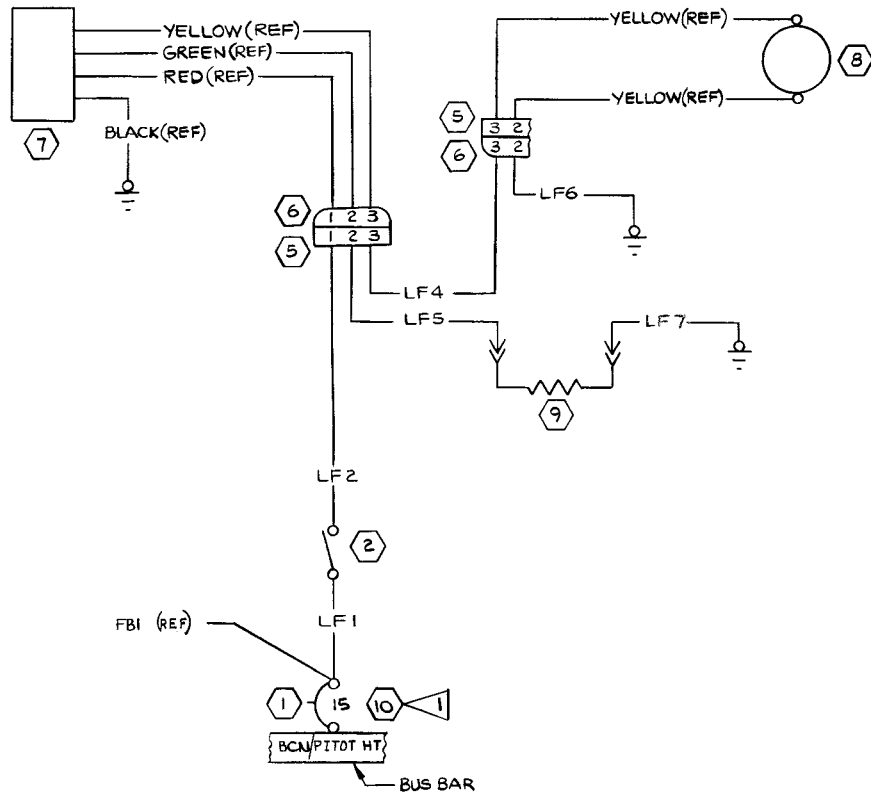 YELLOW (REF)
GREEN (REF)
RED (REF)
BLACK (REF)
7
YELLOW (REF)
8
YELLOW (REF)
5
3 2
6
3 2
LF6
6
1 2 3
5
1 2 3
LF4
LF5
LF7
9
LF2
2
FB1 (REF)
LF1
1
15
10
1
BCN/PITOT HT
BUS BAR